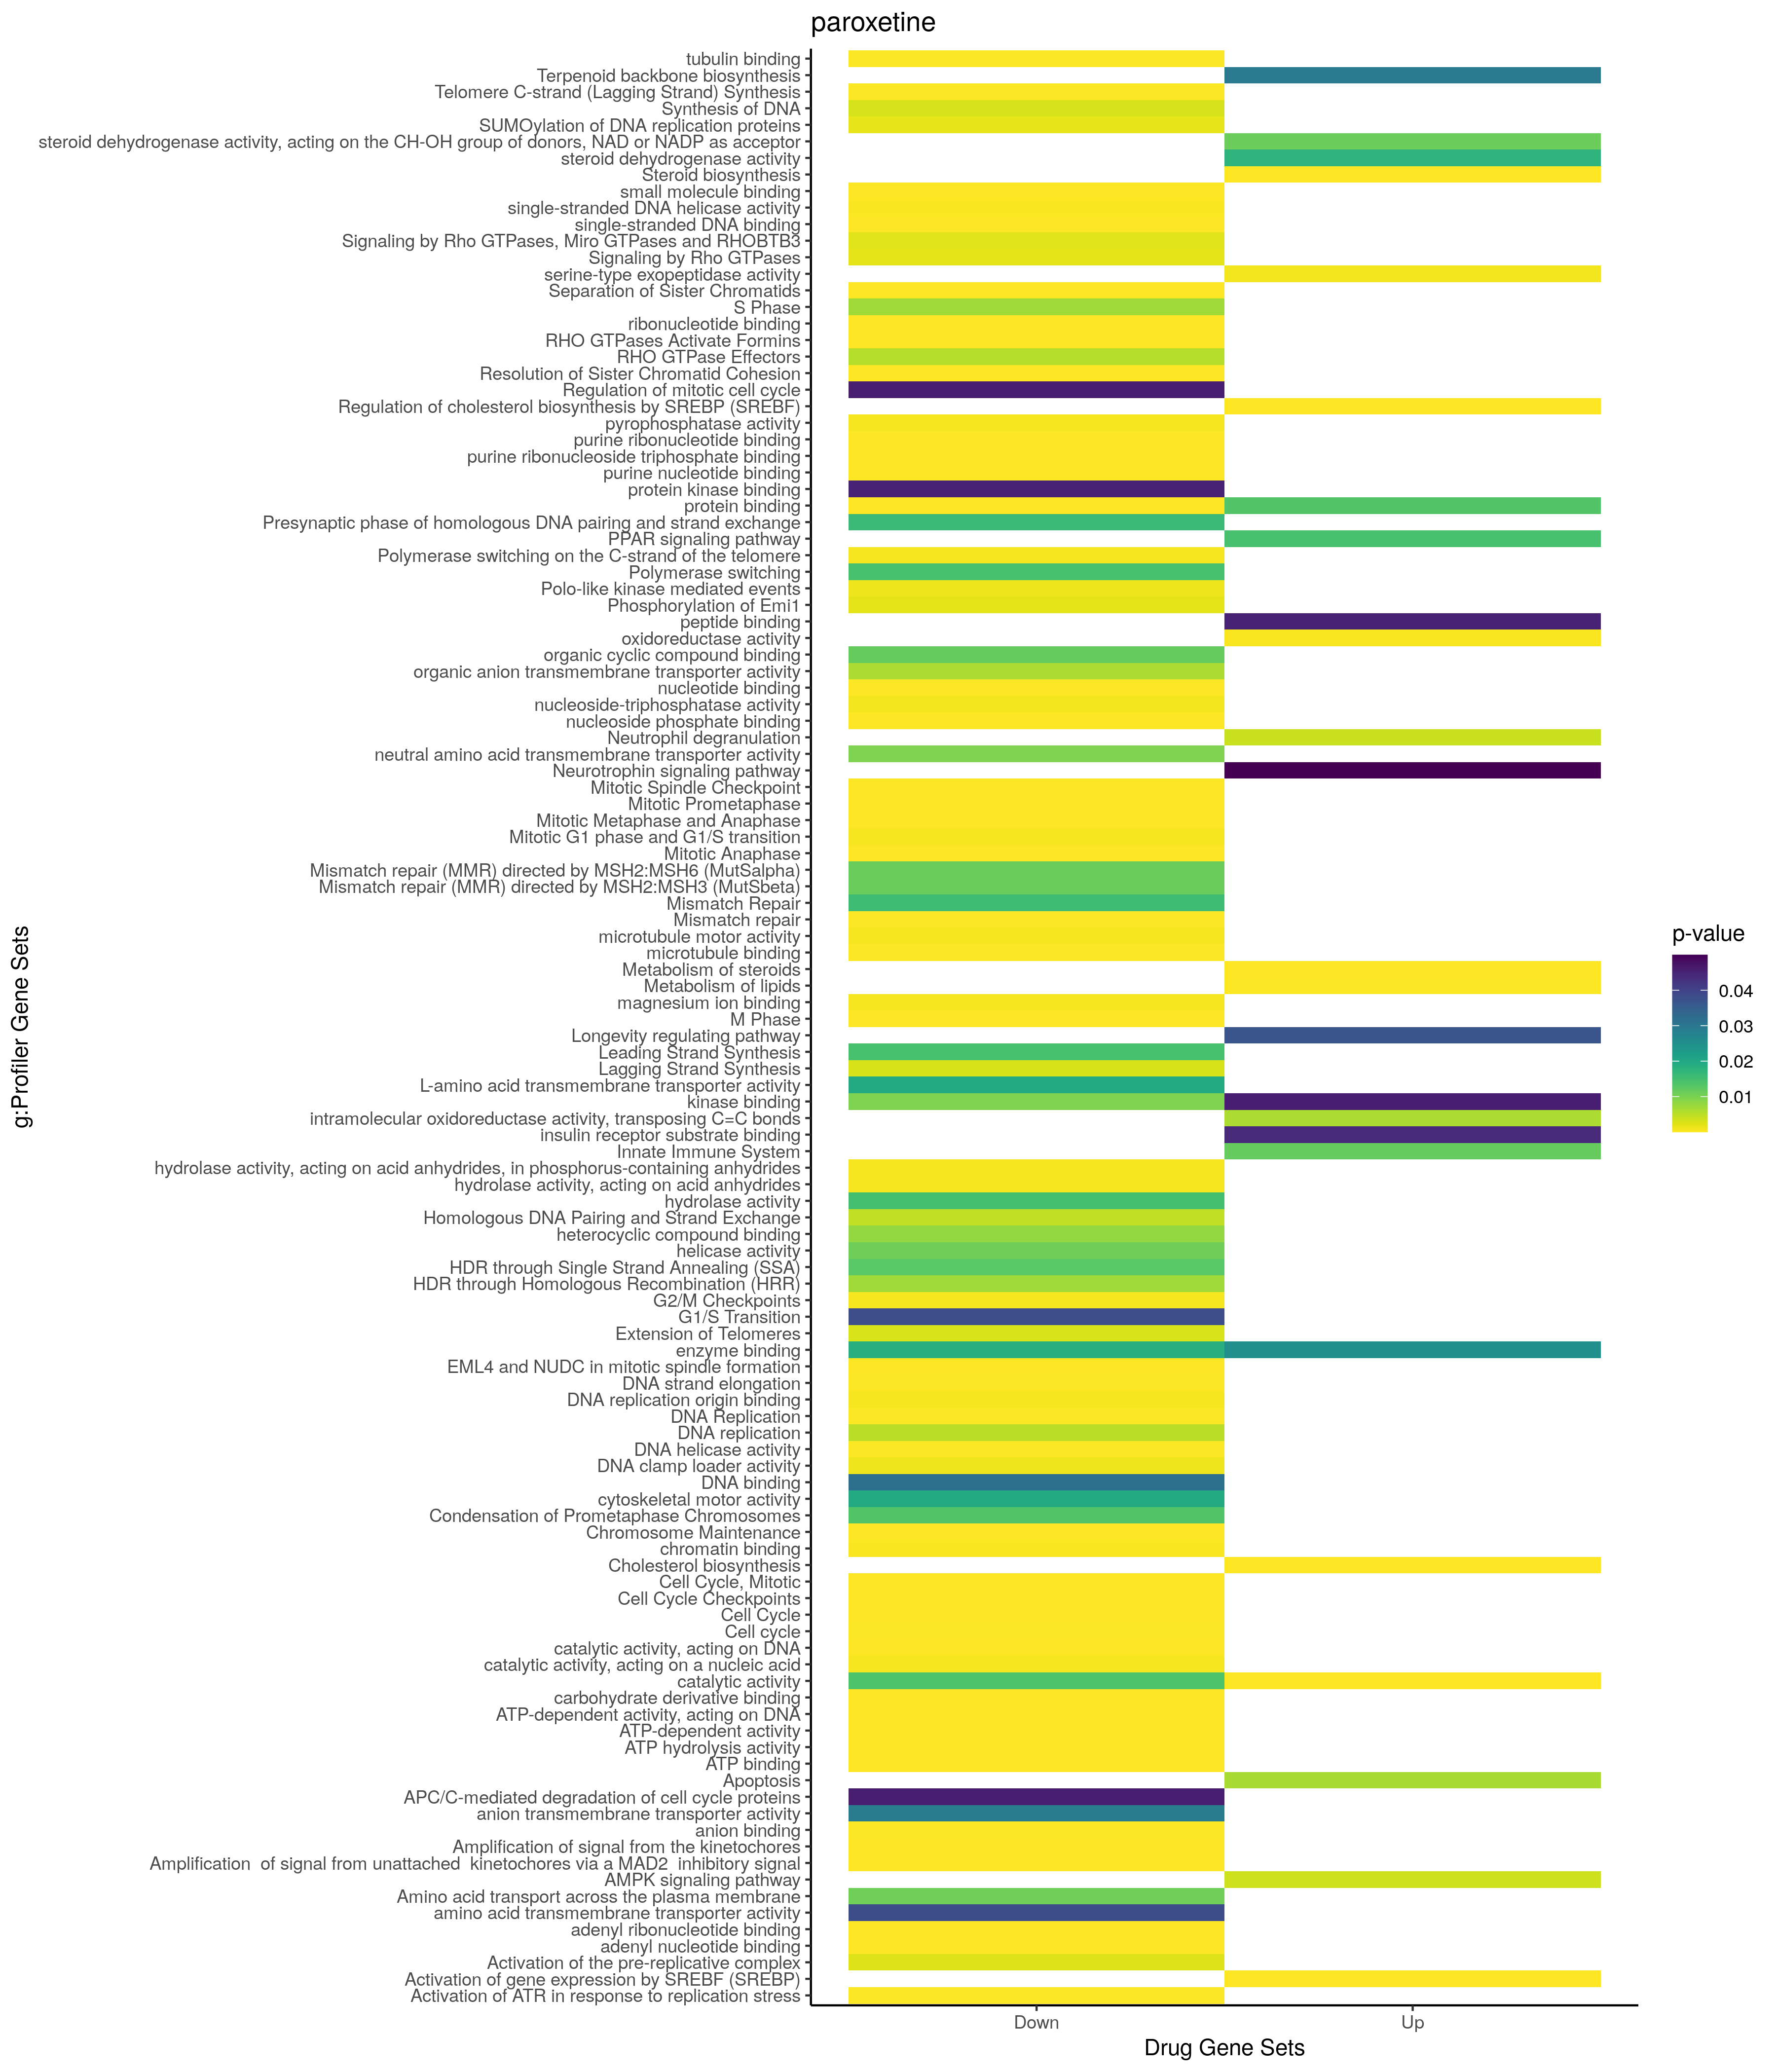 paroxetine
tubulin binding
Terpenoid backbone biosynthesis
Telomere C-strand (Lagging Strand) Synthesis
Synthesis of DNA
SUMOylation of DNA replication proteins
steroid dehydrogenase activity, acting on the CH-OH group of donors, NAD or NADP as acceptor
steroid dehydrogenase activity
Steroid biosynthesis
small molecule binding
single-stranded DNA helicase activity
single-stranded DNA binding
Signaling by Rho GTPases, Miro GTPases and RHOBTB3
Signaling by Rho GTPases
serine-type exopeptidase activity
Separation of Sister Chromatids
S Phase
ribonucleotide binding
RHO GTPases Activate Formins
RHO GTPase Effectors
Resolution of Sister Chromatid Cohesion
Regulation of mitotic cell cycle
Regulation of cholesterol biosynthesis by SREBP (SREBF)
pyrophosphatase activity
purine ribonucleotide binding
purine ribonucleoside triphosphate binding
purine nucleotide binding
protein kinase binding
protein binding
Presynaptic phase of homologous DNA pairing and strand exchange
PPAR signaling pathway
Polymerase switching on the C-strand of the telomere
Polymerase switching
Polo-like kinase mediated events
Phosphorylation of Emi1
peptide binding
oxidoreductase activity
organic cyclic compound binding
organic anion transmembrane transporter activity
nucleotide binding
nucleoside-triphosphatase activity
nucleoside phosphate binding
Neutrophil degranulation
neutral amino acid transmembrane transporter activity
Neurotrophin signaling pathway
Mitotic Spindle Checkpoint
Mitotic Prometaphase
Mitotic Metaphase and Anaphase
Mitotic G1 phase and G1/S transition
Mitotic Anaphase
Mismatch repair (MMR) directed by MSH2:MSH6 (MutSalpha)
Mismatch repair (MMR) directed by MSH2:MSH3 (MutSbeta)
Mismatch Repair
Mismatch repair
microtubule motor activity
microtubule binding
Metabolism of steroids
Metabolism of lipids
magnesium ion binding
M Phase
Longevity regulating pathway
Leading Strand Synthesis
Lagging Strand Synthesis
L-amino acid transmembrane transporter activity
kinase binding
intramolecular oxidoreductase activity, transposing C=C bonds
insulin receptor substrate binding
Innate Immune System
hydrolase activity, acting on acid anhydrides, in phosphorus-containing anhydrides
hydrolase activity, acting on acid anhydrides
hydrolase activity
Homologous DNA Pairing and Strand Exchange
heterocyclic compound binding
helicase activity
HDR through Single Strand Annealing (SSA)
HDR through Homologous Recombination (HRR)
G2/M Checkpoints
G1/S Transition
Extension of Telomeres
enzyme binding
EML4 and NUDC in mitotic spindle formation
DNA strand elongation
DNA replication origin binding
DNA Replication
DNA replication
DNA helicase activity
DNA clamp loader activity
DNA binding
cytoskeletal motor activity
Condensation of Prometaphase Chromosomes
Chromosome Maintenance
chromatin binding
Cholesterol biosynthesis
Cell Cycle, Mitotic
Cell Cycle Checkpoints
Cell Cycle
Cell cycle
catalytic activity, acting on DNA
catalytic activity, acting on a nucleic acid
catalytic activity
carbohydrate derivative binding
ATP-dependent activity, acting on DNA
ATP-dependent activity
ATP hydrolysis activity
ATP binding
Apoptosis
APC/C-mediated degradation of cell cycle proteins
anion transmembrane transporter activity
anion binding
Amplification of signal from the kinetochores
Amplification  of signal from unattached  kinetochores via a MAD2  inhibitory signal
AMPK signaling pathway
Amino acid transport across the plasma membrane
amino acid transmembrane transporter activity
adenyl ribonucleotide binding
adenyl nucleotide binding
Activation of the pre-replicative complex
Activation of gene expression by SREBF (SREBP)
Activation of ATR in response to replication stress
g:Profiler Gene Sets
Down
Up
Drug Gene Sets
p-value
0.04
0.03
0.02
0.01